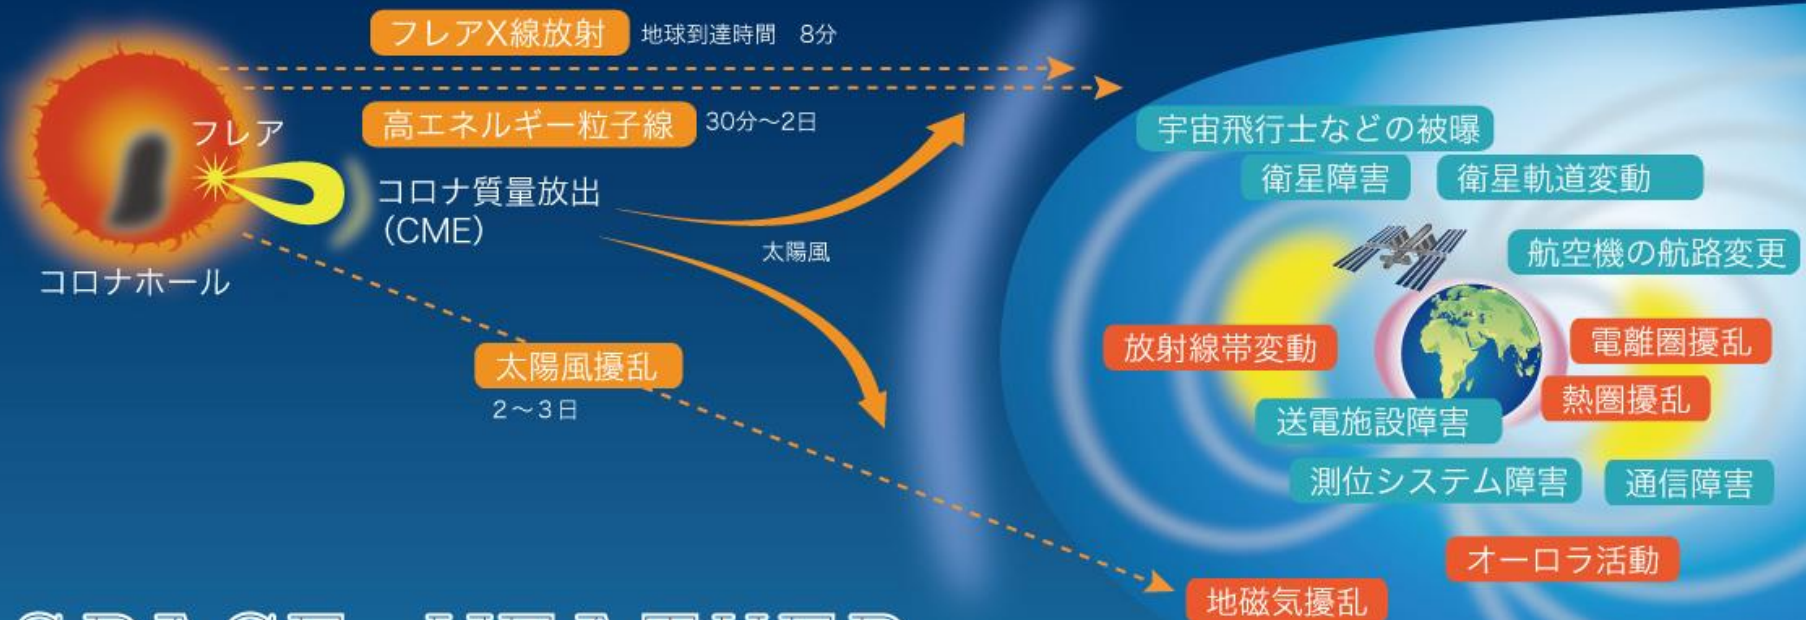 フレアX線放射
地球到達時間 8分
高エネルギー粒子線
30分〜2日
フレア
コロナ質量放出
（CME）
コロナホール
太陽風
太陽風擾乱
2〜3日
宇宙飛行士などの被曝
衛星障害
衛星軌道変動
航空機の航路変更
放射線帯変動
電離圏擾乱
熱圏擾乱
送電施設障害
測位システム障害
通信障害
オーロラ活動
地磁気擾乱